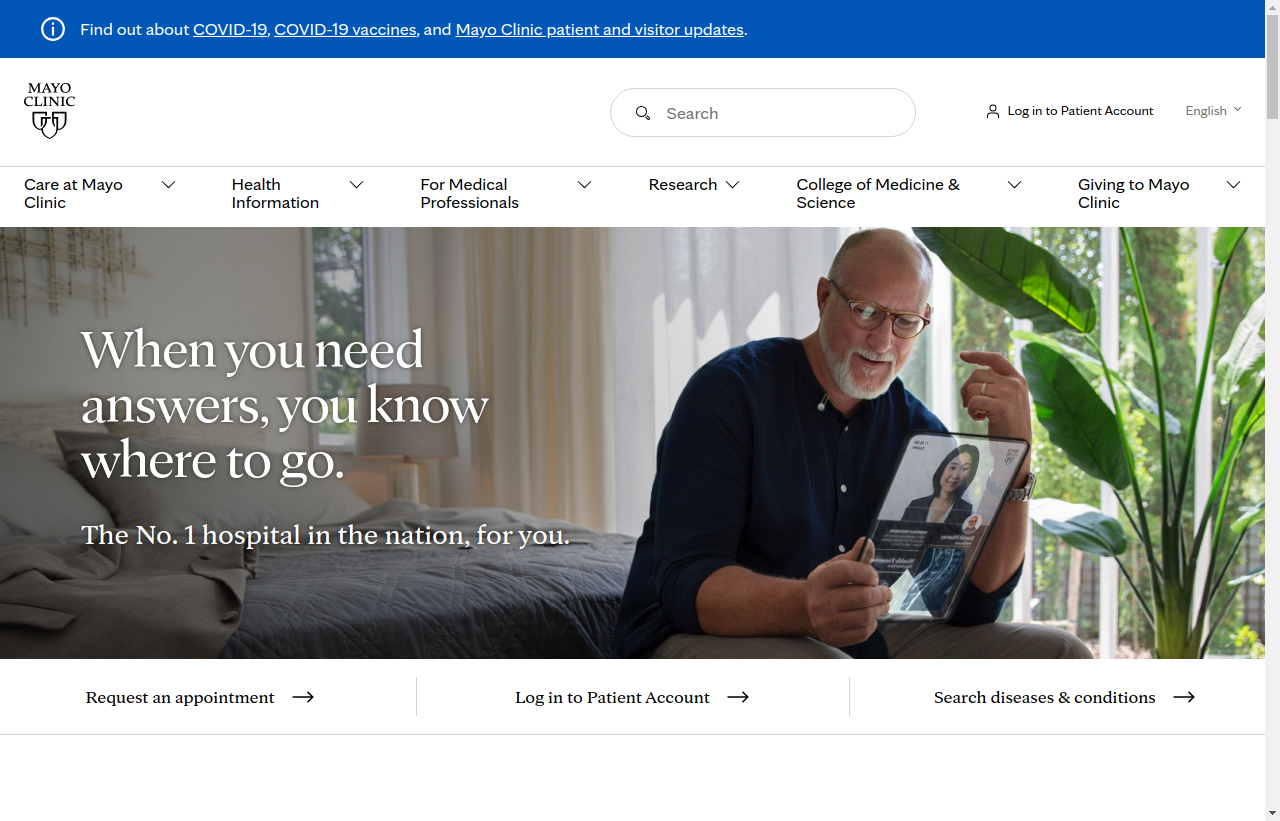 Find out about COVID-19, COVID-19 vaccines, and Mayo Clinic patient and visitor updates.
MAYO
CLINIC
Search
Log in to Patient Account
English
Care at Mayo
Clinic
Health
Information
For Medical
Professionals
Research
College of Medicine &
Science
Giving to Mayo
Clinic
When you need
answers, you know
where to go.
The No. 1 hospital in the nation, for you.
Request an appointment
Log in to Patient Account
Search diseases & conditions